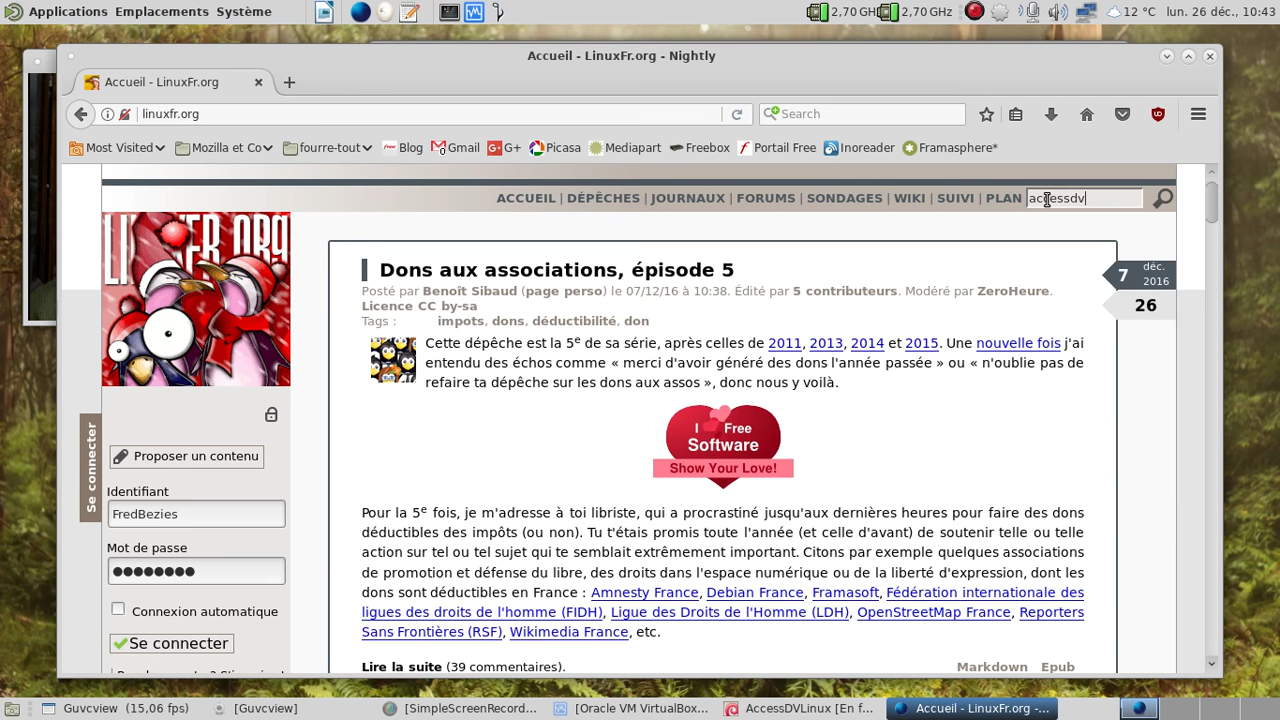 Applications Emplacements Système
2,70 GH 2,70 GHz 12 °C lun. 26 déc., 10:43
Accueil - LinuxFr.org - Nightly
Accueil - LinuxFr.org
linuxfr.org
Search
Most Visited Mozilla et Co fourre-tout Blog Gmail G+ Picasa Mediapart Freebox Portail Free Inoreader Framasphere*
ACCUEIL | DÉPÊCHES | JOURNAUX | FORUMS | SONDAGES | WIKI | SUIVI | PLAN accessdv
Dons aux associations, épisode 5
7 déc. 2016
26
Posté par Benoît Sibaud (page perso) le 07/12/16 à 10:38. Édité par 5 contributeurs. Modéré par ZeroHeure.
Licence CC by-sa
Tags : impots, dons, déductibilité, don
Cette dépêche est la 5e de sa série, après celles de 2011, 2013, 2014 et 2015. Une nouvelle fois j'ai
entendu des échos comme « merci d'avoir généré des dons l'année passée » ou « n'oublie pas de
refaire ta dépêche sur les dons aux assos », donc nous y voilà.
I Free
Software
Show Your Love!
Pour la 5e fois, je m'adresse à toi libriste, qui a procrastiné jusqu'aux dernières heures pour faire des dons
déductibles des impôts (ou non). Tu t'étais promis toute l'année (et celle d'avant) de soutenir telle ou telle
action sur tel ou tel sujet qui te semblait extrêmement important. Citons par exemple quelques associations
de promotion et défense du libre, des droits dans l'espace numérique ou de la liberté d'expression, dont les
dons sont déductibles en France : Amnesty France, Debian France, Framasoft, Fédération internationale des
ligues des droits de l'homme (FIDH), Ligue des Droits de l'Homme (LDH), OpenStreetMap France, Reporters
Sans Frontières (RSF), Wikimedia France, etc.
Lire la suite (39 commentaires).
Markdown Epub
Se connecter
Proposer un contenu
Identifiant
FredBezies
Mot de passe
●●●●●●●●
Connexion automatique
Se connecter
Guvcview (15,06 fps) [Guvcview] [SimpleScreenRecord... [Oracle VM VirtualBox... AccessDVLinux [En f... Accueil - LinuxFr.org -...